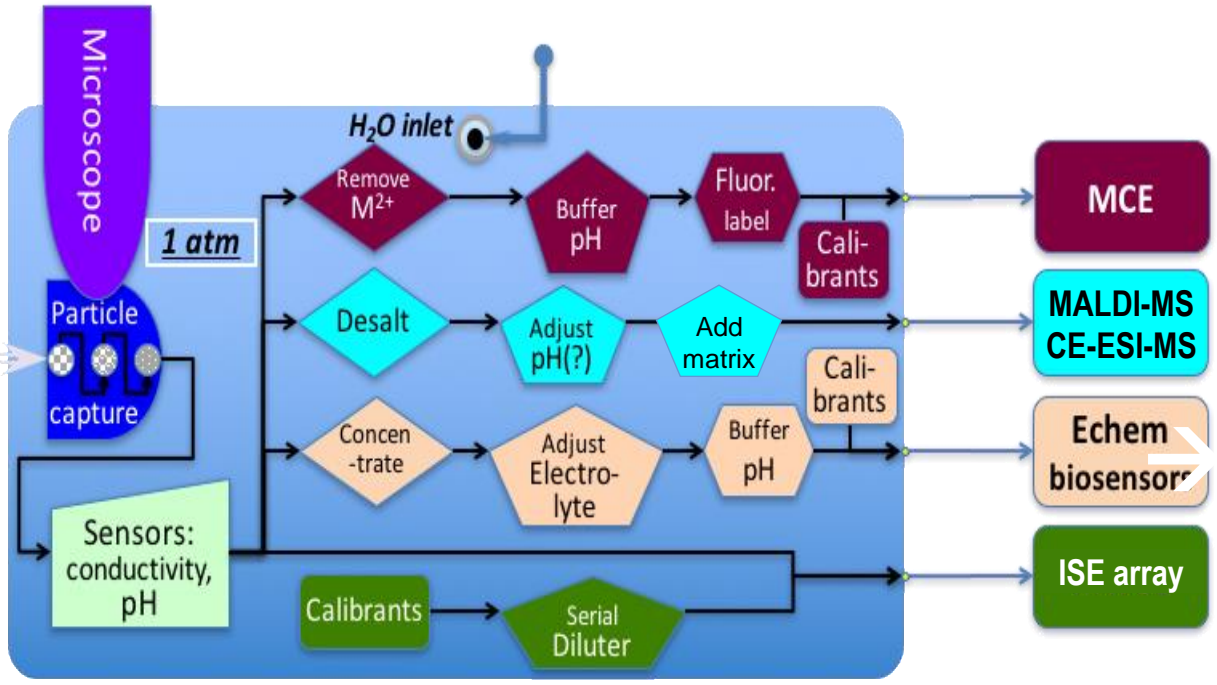 Microscope
H₂O inlet
1 atm
Particle
capture
Sensors:
conductivity,
pH
Remove
M²⁺
Buffer
pH
Fluor.
label
Cali-
brants
MCE
Desalt
Adjust
pH(?)
Add
matrix
MALDI-MS
CE-ESI-MS
Concen
-trate
Adjust
Electro-
lyte
Buffer
pH
Cali-
brants
Echem
biosensors
Calibrants
Serial
Diluter
ISE array